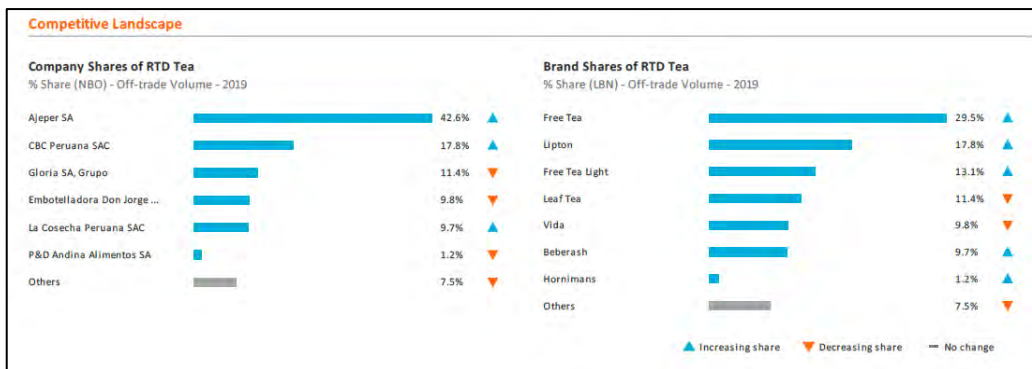 Competitive Landscape
Company Shares of RTD Tea
% Share (NBO) - Off-trade Volume - 2019
Ajeper SA 42.6%
CBC Peruana SAC 17.8%
Gloria SA, Grupo 11.4%
Embotelladora Don Jorge ... 9.8%
La Cosecha Peruana SAC 9.7%
P&D Andina Alimentos SA 1.2%
Others 7.5%
Brand Shares of RTD Tea
% Share (LBN) - Off-trade Volume - 2019
Free Tea 29.5%
Lipton 17.8%
Free Tea Light 13.1%
Leaf Tea 11.4%
Vida 9.8%
Beberash 9.7%
Hornimans 1.2%
Others 7.5%
Increasing share Decreasing share No change